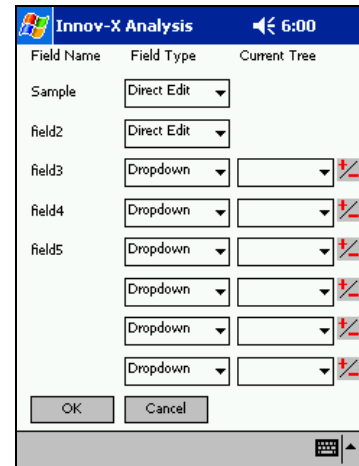 Innov-X Analysis 6:00
Field Name Field Type Current Tree
Sample Direct Edit
field2 Direct Edit
field3 Dropdown
field4 Dropdown
field5 Dropdown
Dropdown
Dropdown
Dropdown
OK Cancel